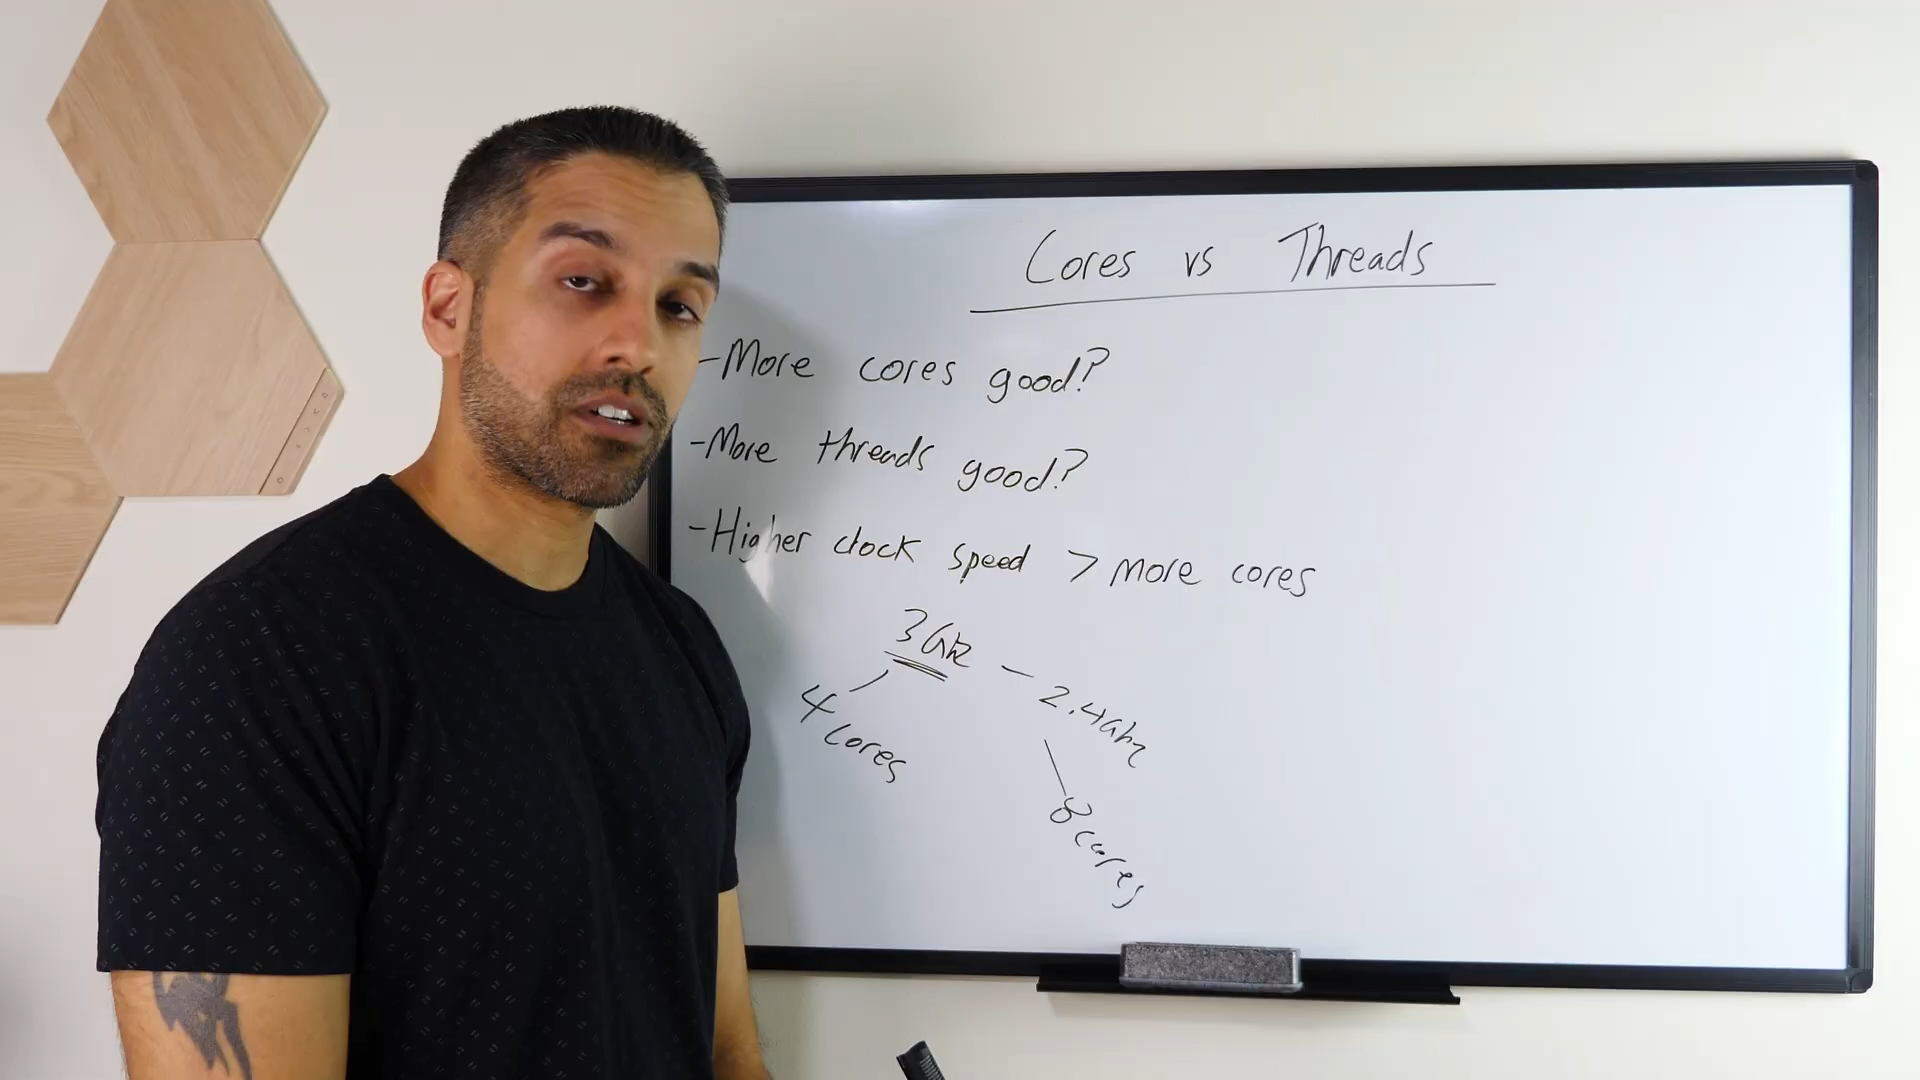 Cores vs Threads
-More cores good?
-More threads good?
-Higher clock speed > more cores
3Ghz - 2.4Ghz
4 cores
8 cores